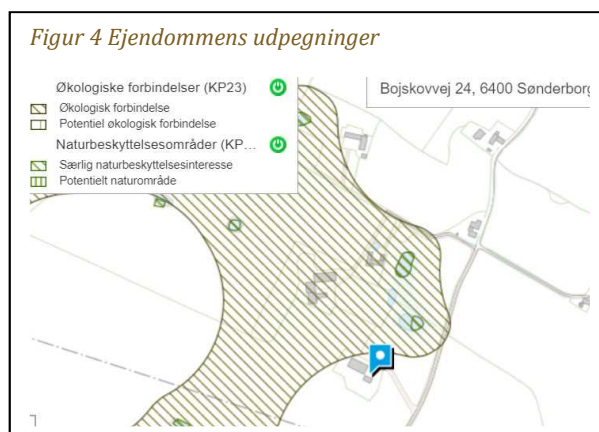 Figur 4 Ejendommens udpegninger
Økologiske forbindelser (KP23)
Økologisk forbindelse
Potentiel økologisk forbindelse
Naturbeskyttelsesområder (KP...
Særlig naturbeskyttelsesinteresse
Potentielt naturområde
Bojskovvej 24, 6400 Sønderborg